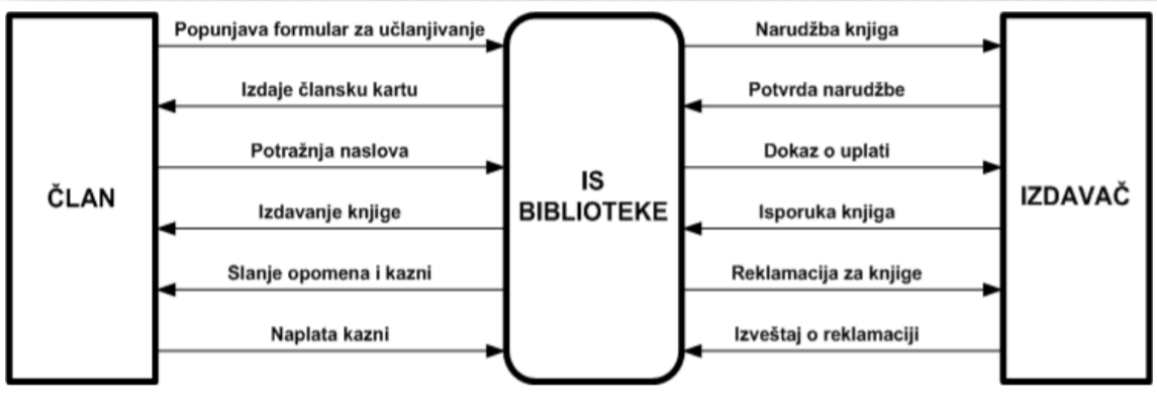 Popunjava formular za učlanjivanje
Narudžba knjiga
Izdaje člansku kartu
Potvrda narudžbe
Potražnja naslova
Dokaz o uplati
ČLAN
IS
BIBLIOTEKE
IZDAVAČ
Izdavanje knjige
Isporuka knjiga
Slanje opomena i kazni
Reklamacija za knjige
Naplata kazni
Izveštaj o reklamaciji